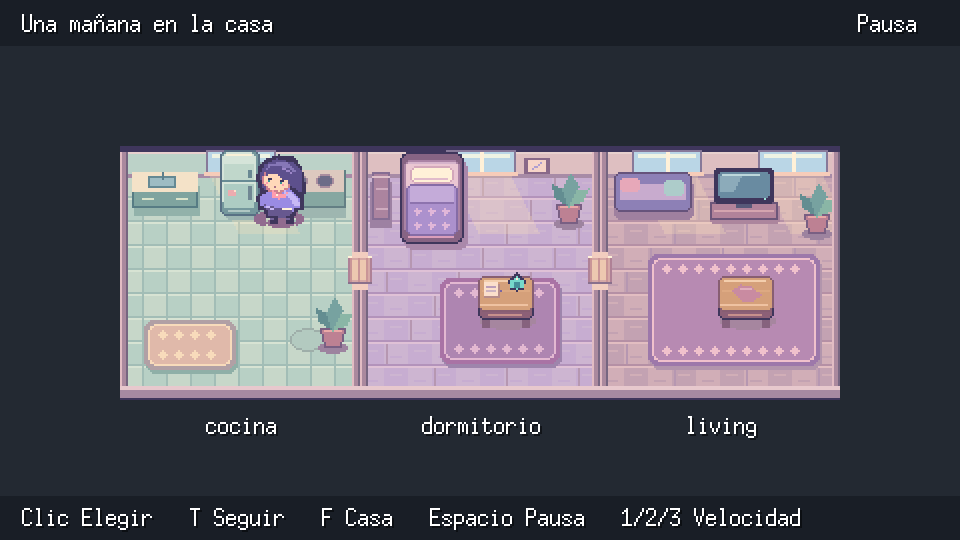 Una mañana en la casa
Pausa
cocina
dormitorio
living
Clic Elegir T Seguir F Casa Espacio Pausa 1/2/3 Velocidad